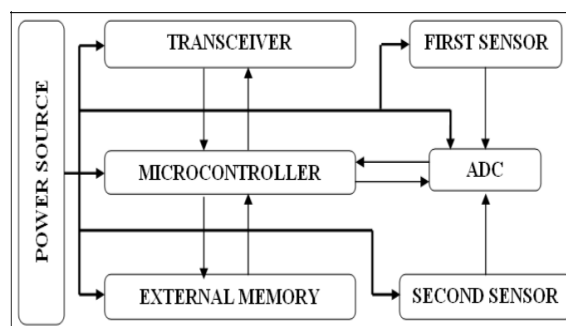 POWER SOURCE
TRANSCEIVER
FIRST SENSOR
MICROCONTROLLER
ADC
EXTERNAL MEMORY
SECOND SENSOR